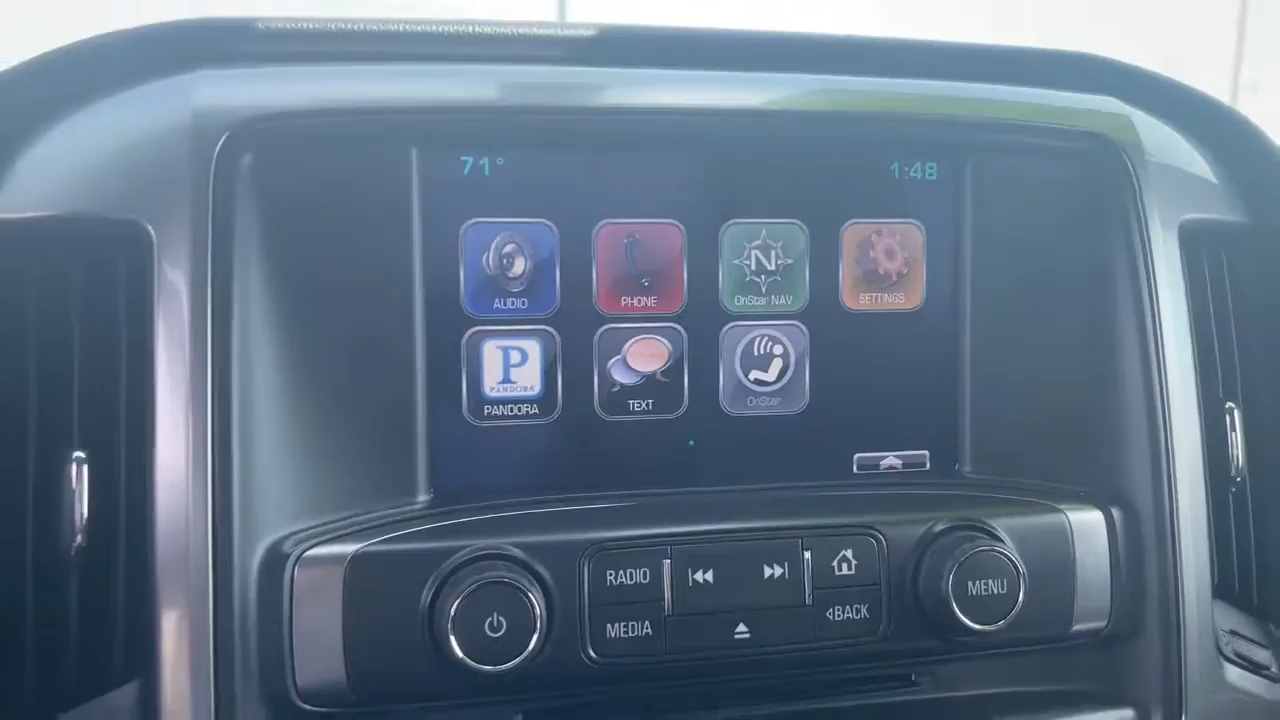 71°
1:48
AUDIO
PHONE
N
OnStar NAV
SETTINGS
P
PANDORA
PANDORA
TEXT
OnStar
RADIO
MEDIA
BACK
MENU